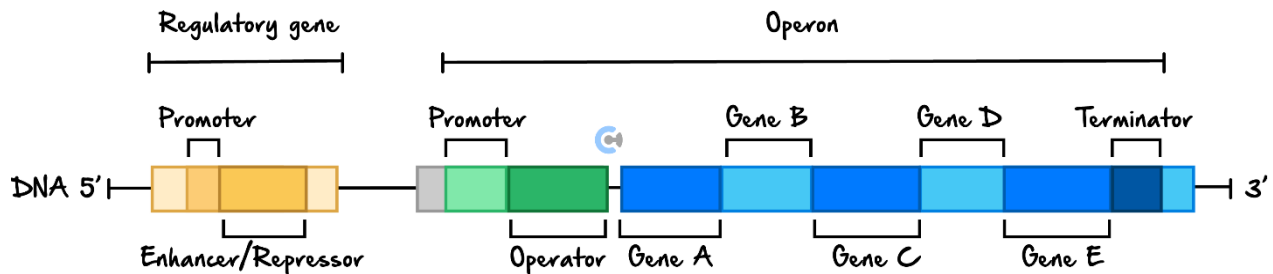 Regulatory gene
Operon
Promoter
Promoter
Gene B
Gene D
Terminator
DNA 5'
3'
Enhancer/Repressor
Operator
Gene A
Gene C
Gene E